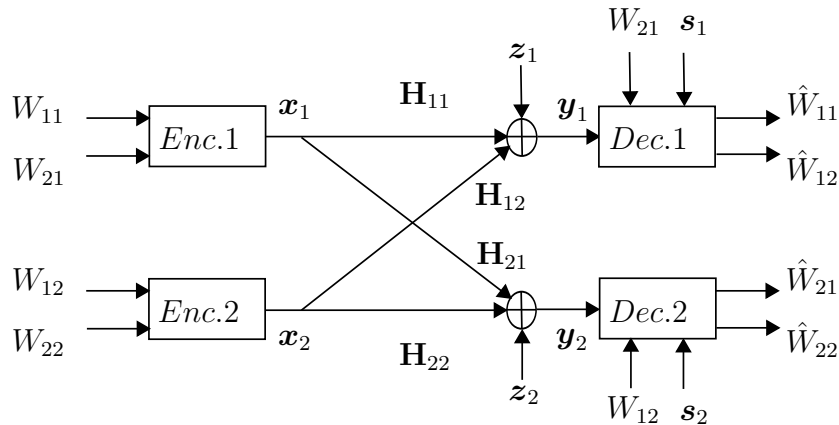 W₂₁ s₁
z₁
H₁₁
W₁₁ x₁ y₁ Ŵ₁₁
Enc.1 Dec.1
W₂₁ Ŵ₁₂
H₁₂
H₂₁
W₁₂ Ŵ₂₁
Enc.2 Dec.2
W₂₂ x₂ y₂ Ŵ₂₂
H₂₂
z₂
W₁₂ s₂